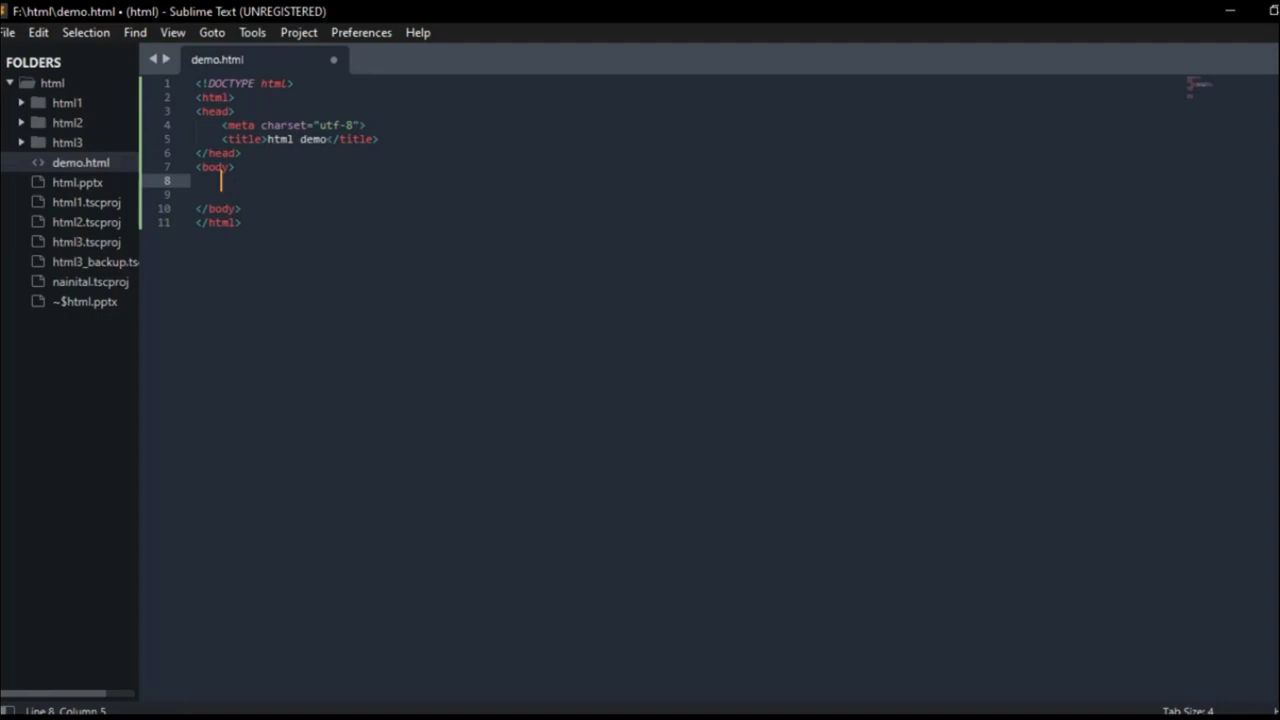 F:\html\demo.html • (html) - Sublime Text (UNREGISTERED)
File Edit Selection Find View Goto Tools Project Preferences Help
FOLDERS
html
html1
html2
html3
demo.html
html.pptx
html1.tscproj
html2.tscproj
html3.tscproj
html3_backup.ts
nainital.tscproj
~$html.pptx
demo.html
1 <!DOCTYPE html>
2 <html>
3 <head>
4 <meta charset="utf-8">
5 <title>html demo</title>
6 </head>
7 <body>
8
9
10 </body>
11 </html>
Line 8, Column 5
Tab Size: 4